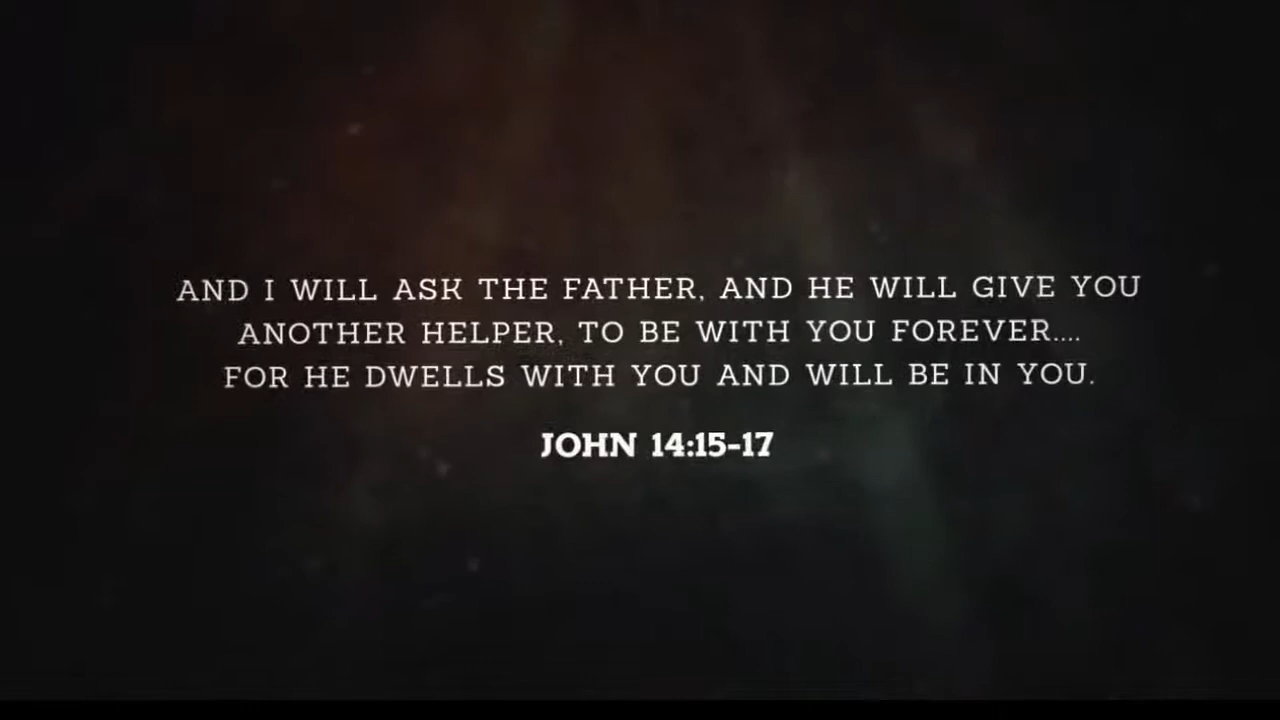 AND I WILL ASK THE FATHER, AND HE WILL GIVE YOU
ANOTHER HELPER, TO BE WITH YOU FOREVER....
FOR HE DWELLS WITH YOU AND WILL BE IN YOU.
JOHN 14:15-17